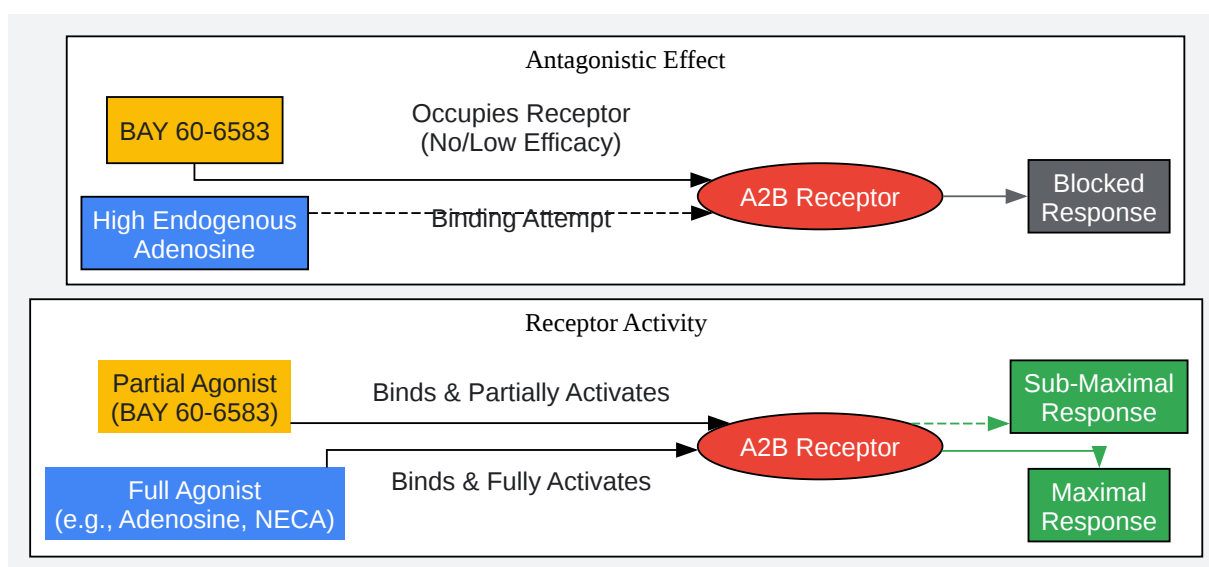 Antagonistic Effect
BAY 60-6583
Occupies Receptor
(No/Low Efficacy)
High Endogenous
Adenosine
Binding Attempt
A2B Receptor
Blocked
Response
Receptor Activity
Partial Agonist
(BAY 60-6583)
Binds & Partially Activates
Full Agonist
(e.g., Adenosine, NECA)
Binds & Fully Activates
A2B Receptor
Sub-Maximal
Response
Maximal
Response